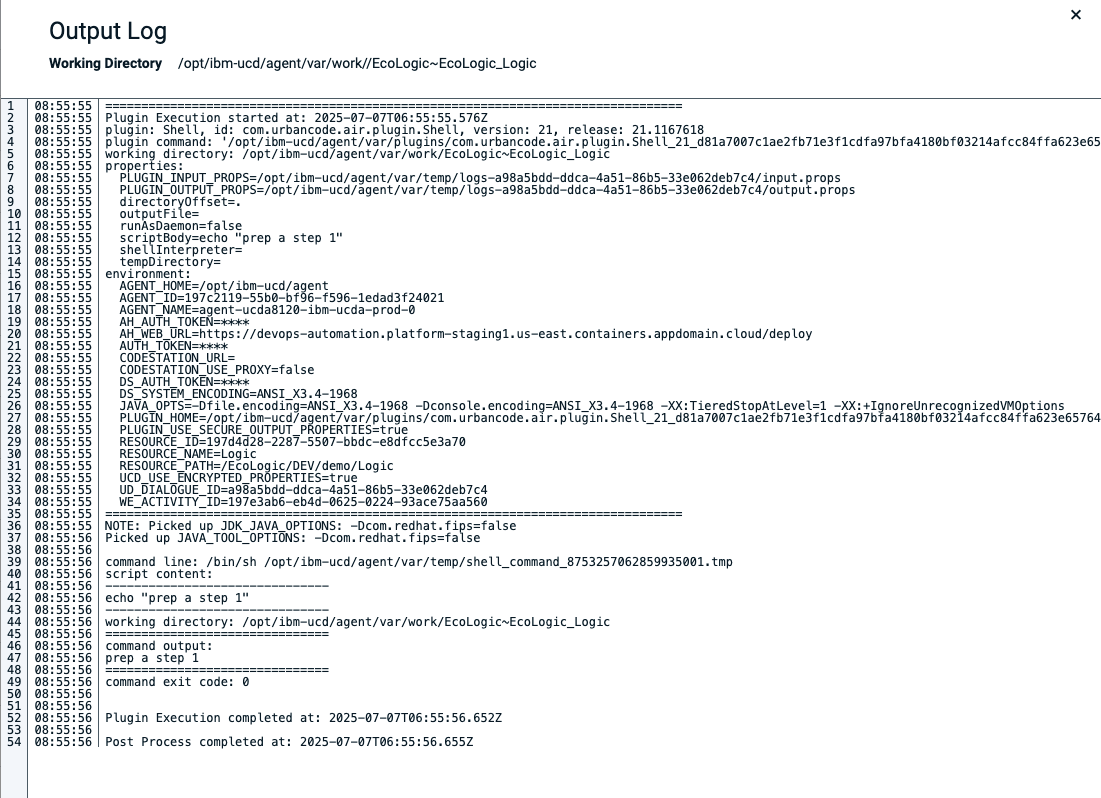 Output Log
Working Directory /opt/ibm-ucd/agent/var/work//EcoLogic~EcoLogic_Logic
1 08:55:55 ================================================================================
2 08:55:55 Plugin Execution started at: 2025-07-07T06:55:55.576Z
3 08:55:55 plugin: Shell, id: com.urbancode.air.plugin.Shell, version: 21, release: 21.1167618
4 08:55:55 plugin command: '/opt/ibm-ucd/agent/var/plugins/com.urbancode.air.plugin.Shell_21_d81a7007c1ae2fb71e3f1cdfa97bfa4180bf03214afcc84ffa623e65
5 08:55:55 working directory: /opt/ibm-ucd/agent/var/work/EcoLogic~EcoLogic_Logic
6 08:55:55 properties:
7 08:55:55 PLUGIN_INPUT_PROPS=/opt/ibm-ucd/agent/var/temp/logs-a98a5bdd-ddca-4a51-86b5-33e062deb7c4/input.props
8 08:55:55 PLUGIN_OUTPUT_PROPS=/opt/ibm-ucd/agent/var/temp/logs-a98a5bdd-ddca-4a51-86b5-33e062deb7c4/output.props
9 08:55:55 directoryOffset=.
10 08:55:55 outputFile=
11 08:55:55 runAsDaemon=false
12 08:55:55 scriptBody=echo "prep a step 1"
13 08:55:55 shellInterpreter=
14 08:55:55 tempDirectory=
15 08:55:55 environment:
16 08:55:55 AGENT_HOME=/opt/ibm-ucd/agent
17 08:55:55 AGENT_ID=197c2119-55b0-bf96-f596-1edad3f24021
18 08:55:55 AGENT_NAME=agent-ucda8120-ibm-ucda-prod-0
19 08:55:55 AH_AUTH_TOKEN=****
20 08:55:55 AH_WEB_URL=https://devops-automation.platform-staging1.us-east.containers.appdomain.cloud/deploy
21 08:55:55 AUTH_TOKEN=****
22 08:55:55 CODESTATION_URL=
23 08:55:55 CODESTATION_USE_PROXY=false
24 08:55:55 DS_AUTH_TOKEN=****
25 08:55:55 DS_SYSTEM_ENCODING=ANSI_X3.4-1968
26 08:55:55 JAVA_OPTS=-Dfile.encoding=ANSI_X3.4-1968 -Dconsole.encoding=ANSI_X3.4-1968 -XX:TieredStopAtLevel=1 -XX:+IgnoreUnrecognizedVMOptions
27 08:55:55 PLUGIN_HOME=/opt/ibm-ucd/agent/var/plugins/com.urbancode.air.plugin.Shell_21_d81a7007c1ae2fb71e3f1cdfa97bfa4180bf03214afcc84ffa623e65764
28 08:55:55 PLUGIN_USE_SECURE_OUTPUT_PROPERTIES=true
29 08:55:55 RESOURCE_ID=197d4d28-2287-5507-bbdc-e8dfcc5e3a70
30 08:55:55 RESOURCE_NAME=Logic
31 08:55:55 RESOURCE_PATH=/EcoLogic/DEV/demo/Logic
32 08:55:55 UCD_USE_ENCRYPTED_PROPERTIES=true
33 08:55:55 UD_DIALOGUE_ID=a98a5bdd-ddca-4a51-86b5-33e062deb7c4
34 08:55:55 WE_ACTIVITY_ID=197e3ab6-eb4d-0625-0224-93ace75aa560
35 08:55:55 ================================================================================
36 08:55:55 NOTE: Picked up JDK_JAVA_OPTIONS: -Dcom.redhat.fips=false
37 08:55:56 Picked up JAVA_TOOL_OPTIONS: -Dcom.redhat.fips=false
38 08:55:56
39 08:55:56 command line: /bin/sh /opt/ibm-ucd/agent/var/temp/shell_command_8753257062859935001.tmp
40 08:55:56 script content:
41 08:55:56 -------------------------------
42 08:55:56 echo "prep a step 1"
43 08:55:56 -------------------------------
44 08:55:56 working directory: /opt/ibm-ucd/agent/var/work/EcoLogic~EcoLogic_Logic
45 08:55:56 ===============================
46 08:55:56 command output:
47 08:55:56 prep a step 1
48 08:55:56 ===============================
49 08:55:56 command exit code: 0
50 08:55:56
51 08:55:56
52 08:55:56 Plugin Execution completed at: 2025-07-07T06:55:56.652Z
53 08:55:56
54 08:55:56 Post Process completed at: 2025-07-07T06:55:56.655Z